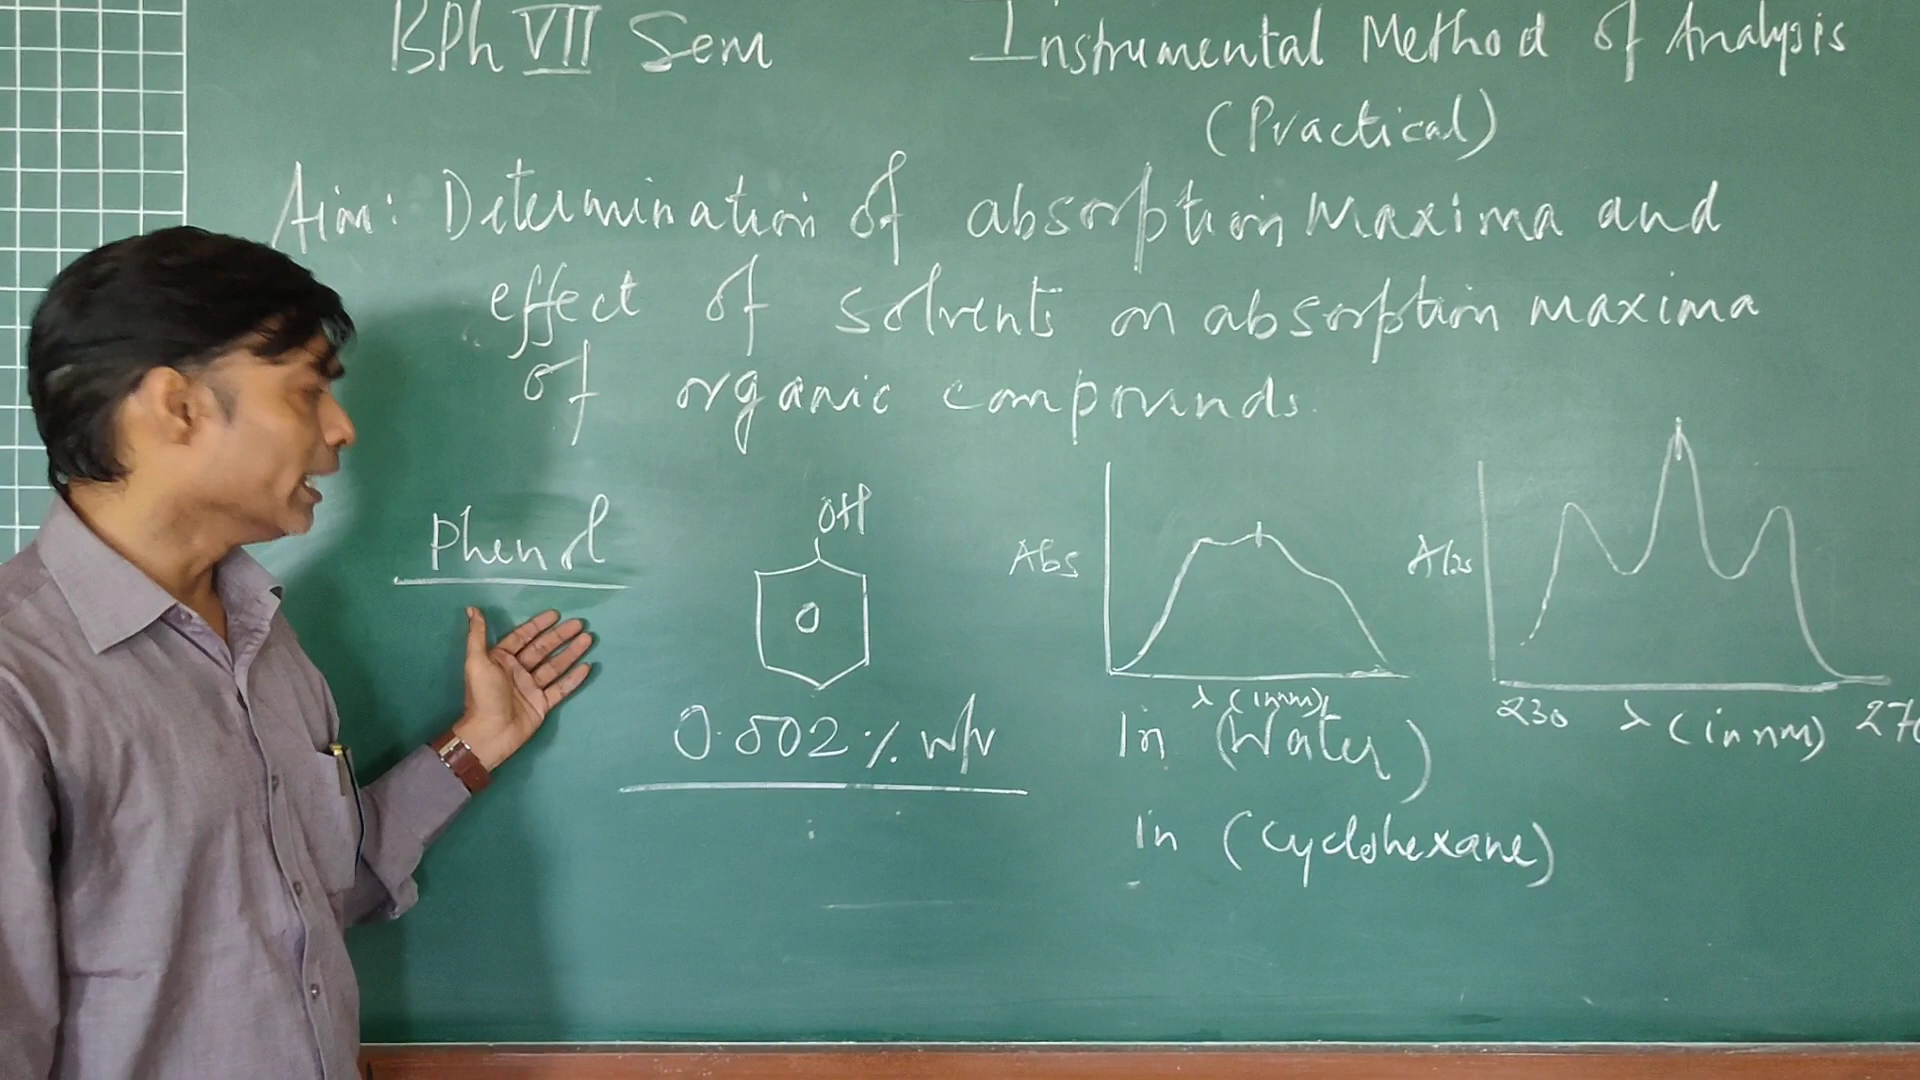 BPh VII Sem Instrumental Method of Analysis
(Practical)
Aim: Determination of absorption Maxima and
effect of solvents on absorption maxima
of organic compounds.
Phenol
OH
0.002 % w/v
Abs
λ (in nm)
In (Water)
In (cyclohexane)
Abs
230 λ (in nm) 270